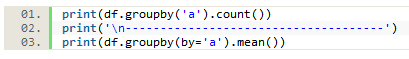 01. print(df.groupby('a').count())
02. print('\n-------------------------------------')
03. print(df.groupby(by='a').mean())